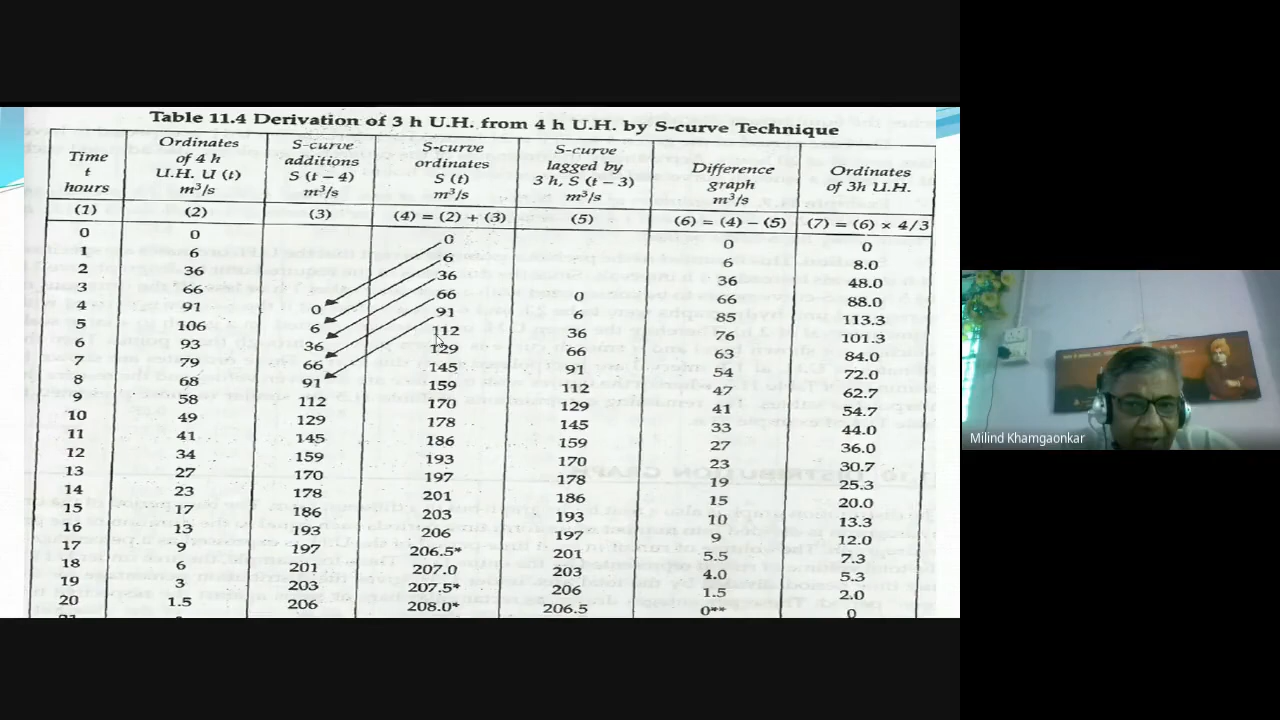 Table 11.4 Derivation of 3 h U.H. from 4 h U.H. by S-curve Technique
Time t hours | Ordinates of 4 h U.H. U (t) m³/s | S-curve additions S (t – 4) m³/s | S-curve ordinates S (t) m³/s | S-curve lagged by 3 h, S (t – 3) m³/s | Difference graph m³/s | Ordinates of 3h U.H.
(1) | (2) | (3) | (4) = (2) + (3) | (5) | (6) = (4) – (5) | (7) = (6) × 4/3
0 | 0 | | 0 | | 0 | 0
1 | 6 | | 6 | | 6 | 8.0
2 | 36 | | 36 | | 36 | 48.0
3 | 66 | | 66 | 0 | 66 | 88.0
4 | 91 | 0 | 91 | 6 | 85 | 113.3
5 | 106 | 6 | 112 | 36 | 76 | 101.3
6 | 93 | 36 | 129 | 66 | 63 | 84.0
7 | 79 | 66 | 145 | 91 | 54 | 72.0
8 | 68 | 91 | 159 | 112 | 47 | 62.7
9 | 58 | 112 | 170 | 129 | 41 | 54.7
10 | 49 | 129 | 178 | 145 | 33 | 44.0
11 | 41 | 145 | 186 | 159 | 27 | 36.0
12 | 34 | 159 | 193 | 170 | 23 | 30.7
13 | 27 | 170 | 197 | 178 | 19 | 25.3
14 | 23 | 178 | 201 | 186 | 15 | 20.0
15 | 17 | 186 | 203 | 193 | 10 | 13.3
16 | 13 | 193 | 206 | 197 | 9 | 12.0
17 | 9 | 197 | 206.5* | 201 | 5.5 | 7.3
18 | 6 | 201 | 207.0 | 203 | 4.0 | 5.3
19 | 3 | 203 | 207.5* | 206 | 1.5 | 2.0
20 | 1.5 | 206 | 208.0* | 206.5 | 0** | 0
Milind Khamgaonkar